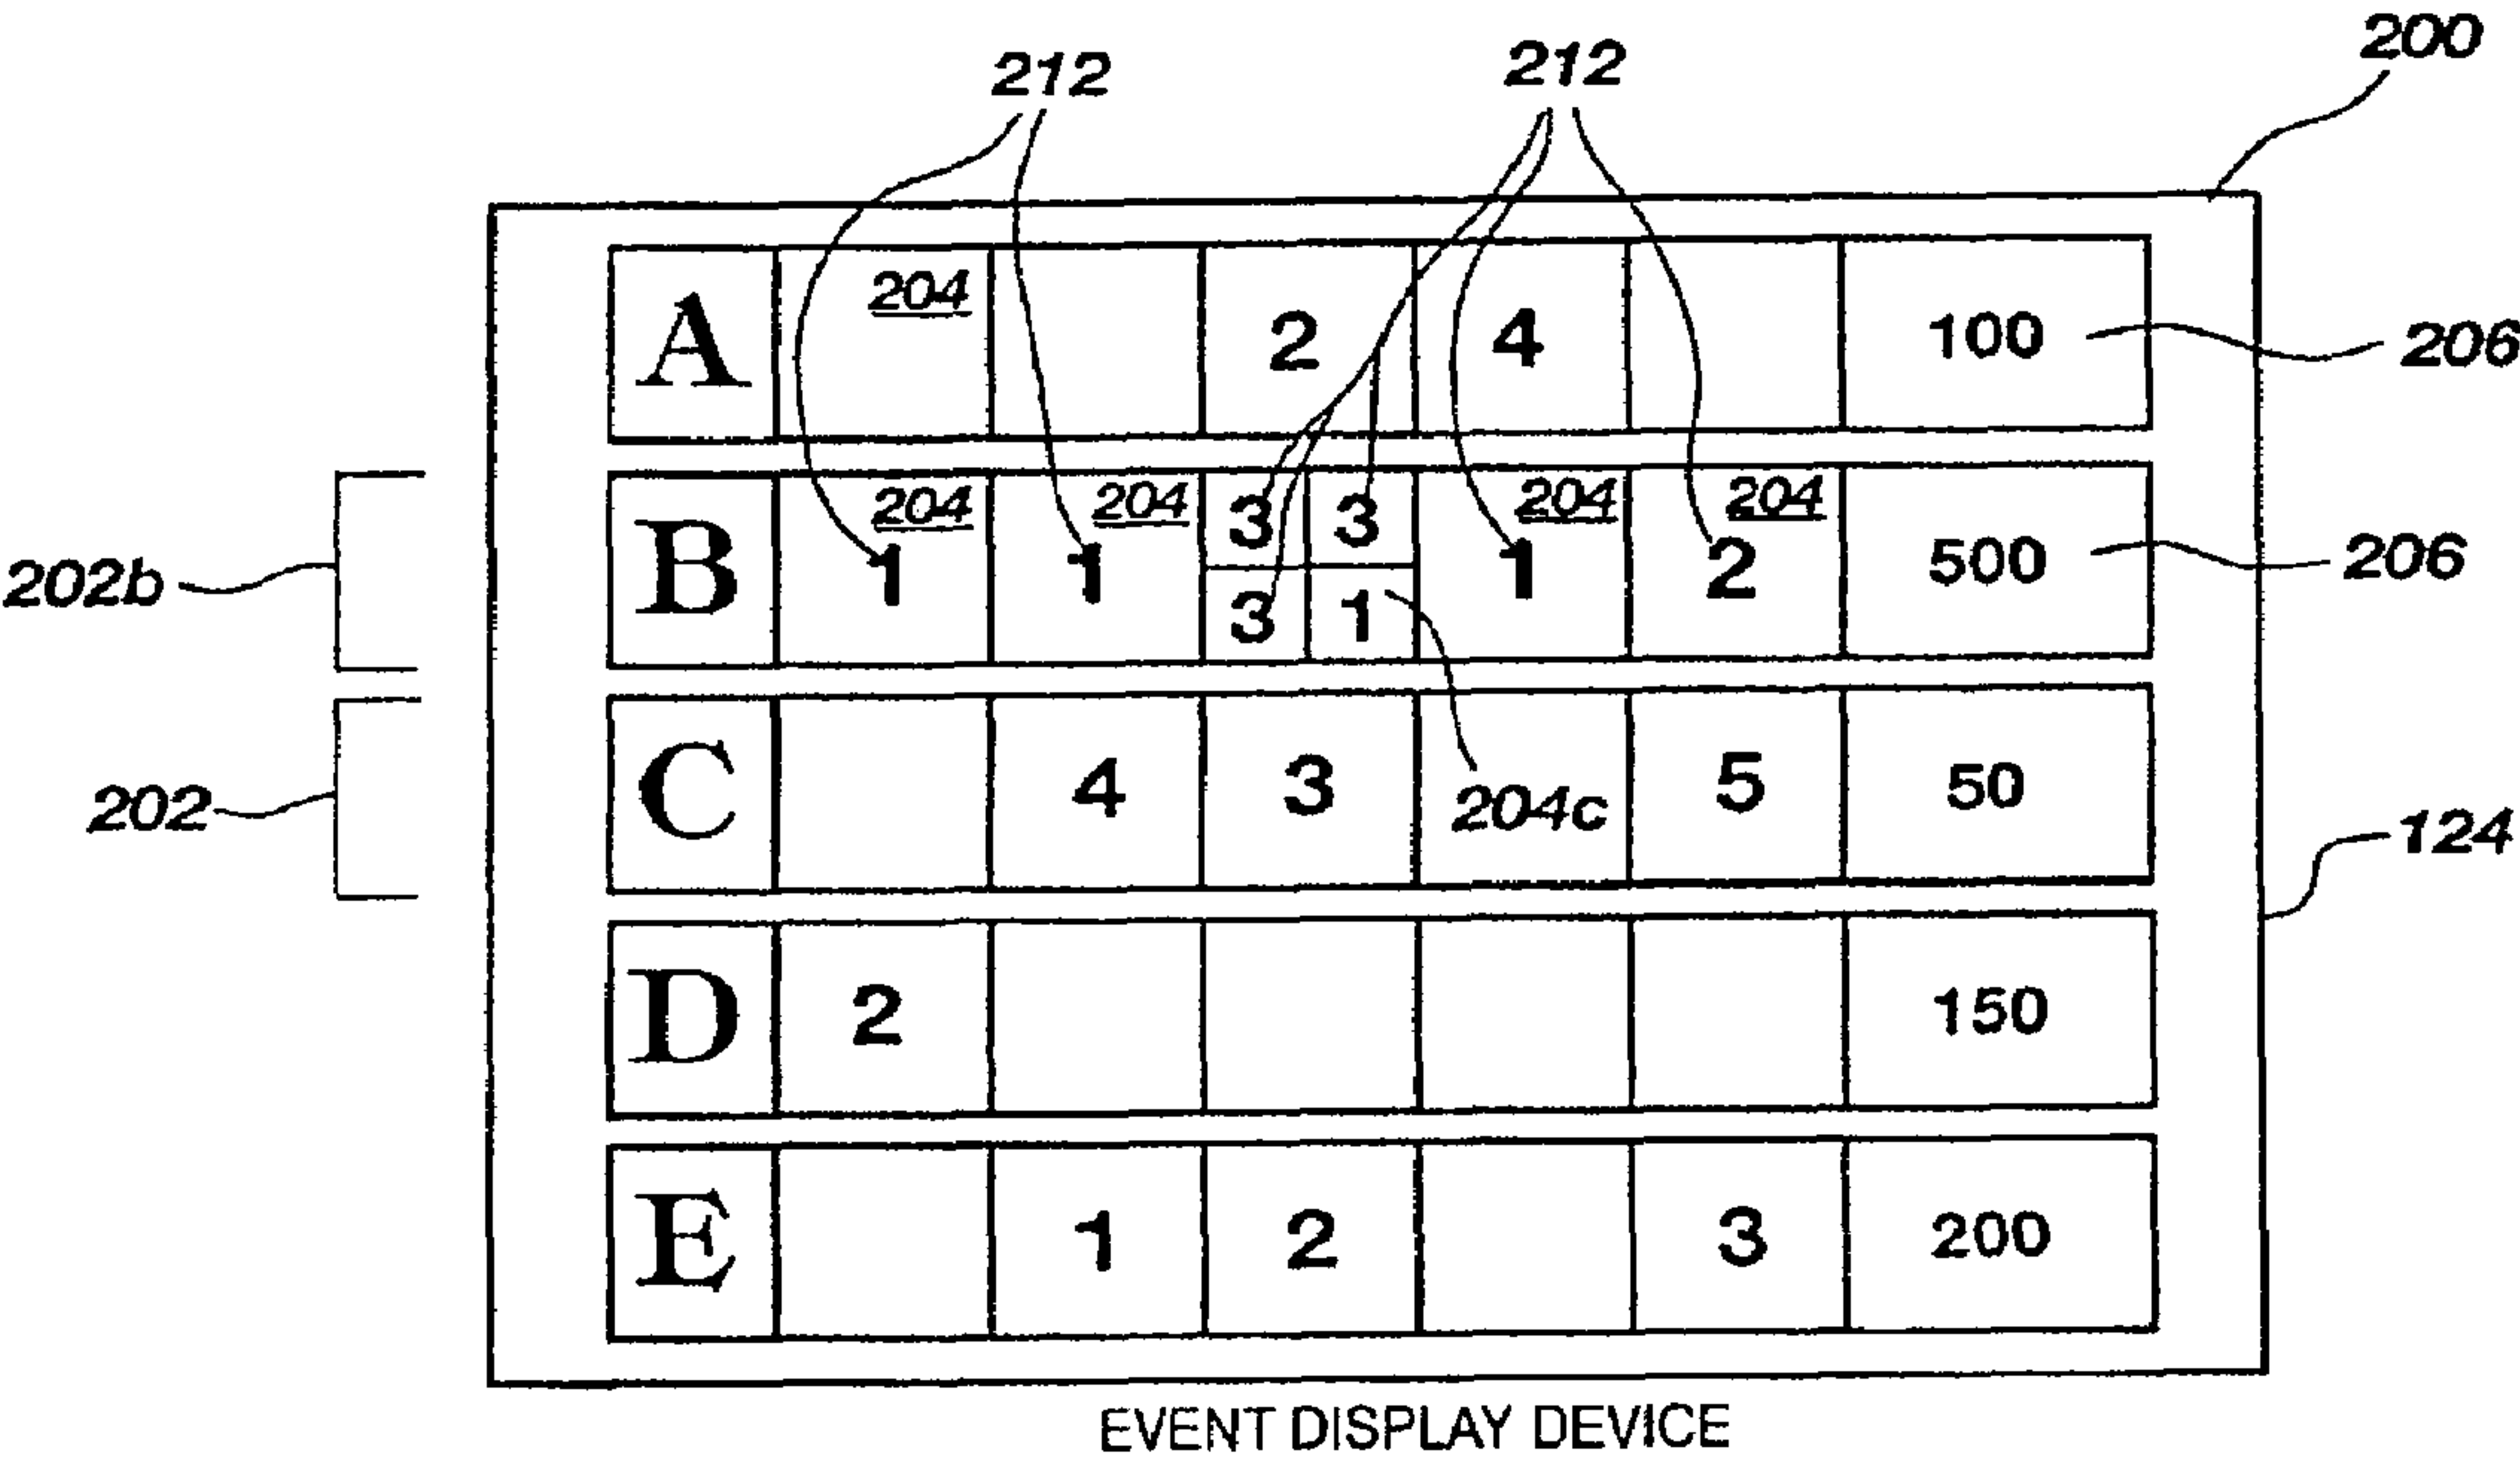 200
212 212
A 204 2 4 100 206
B 204 204 3 3 204 204
202b 1 1 1 2 500 206
3 1
C 4 3 5 50
202 204c
124
D 2 150
E 1 2 3 200
EVENT DISPLAY DEVICE